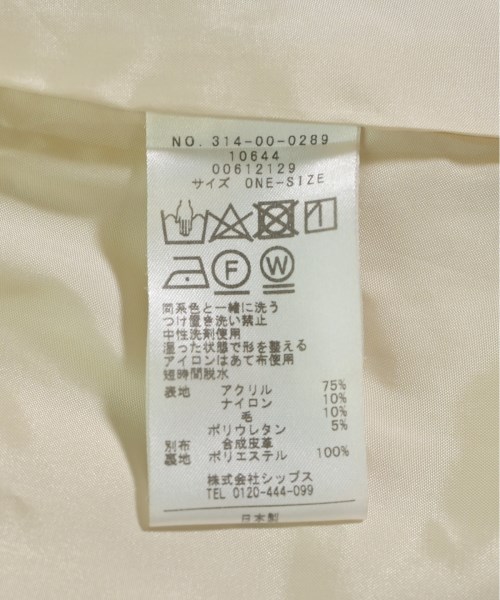 NO. 314-00-0289
10644
00612129
サイズ ONE-SIZE
F W
同系色と一緒に洗う
つけ置き洗い禁止
中性洗剤使用
湿った状態で形を整える
アイロンはあて布使用
短時間脱水
表地 アクリル 75%
ナイロン 10%
毛 10%
ポリウレタン 5%
別布 合成皮革
裏地 ポリエステル 100%
株式会社シップス
TEL 0120-444-099
日本製